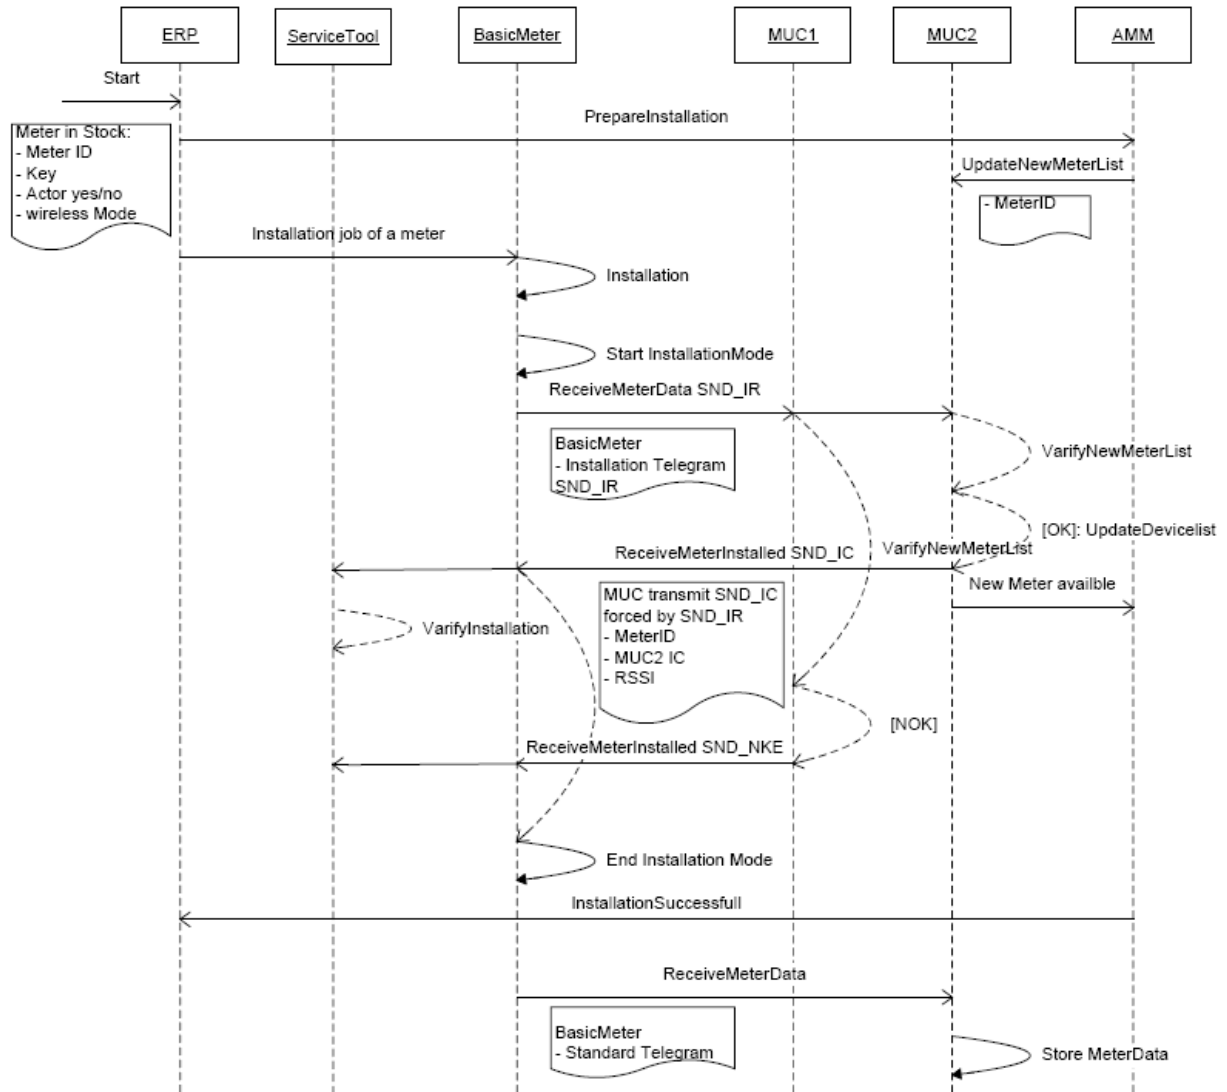 ERP
ServiceTool
BasicMeter
MUC1
MUC2
AMM
Start
PrepareInstallation
Meter in Stock:
- Meter ID
- Key
- Actor yes/no
- wireless Mode
UpdateNewMeterList
- MeterID
Installation job of a meter
Installation
Start InstallationMode
ReceiveMeterData SND_IR
BasicMeter
- Installation Telegram
SND_IR
VarifyNewMeterList
[OK]: UpdateDevicelist
ReceiveMeterInstalled SND_IC
VarifyNewMeterList
New Meter availble
MUC transmit SND_IC
forced by SND_IR
- MeterID
- MUC2 IC
- RSSI
VarifyInstallation
[NOK]
ReceiveMeterInstalled SND_NKE
End Installation Mode
InstallationSuccessfull
ReceiveMeterData
BasicMeter
- Standard Telegram
Store MeterData